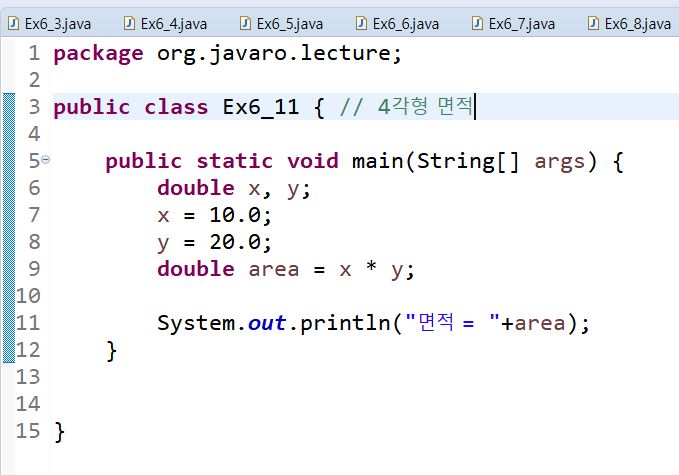 Ex6_3.java Ex6_4.java Ex6_5.java Ex6_6.java Ex6_7.java Ex6_8.java
1 package org.javaro.lecture;
2
3 public class Ex6_11 { // 4각형 면적
4
5 public static void main(String[] args) {
6 double x, y;
7 x = 10.0;
8 y = 20.0;
9 double area = x * y;
10
11 System.out.println("면적 = "+area);
12 }
13
14
15 }